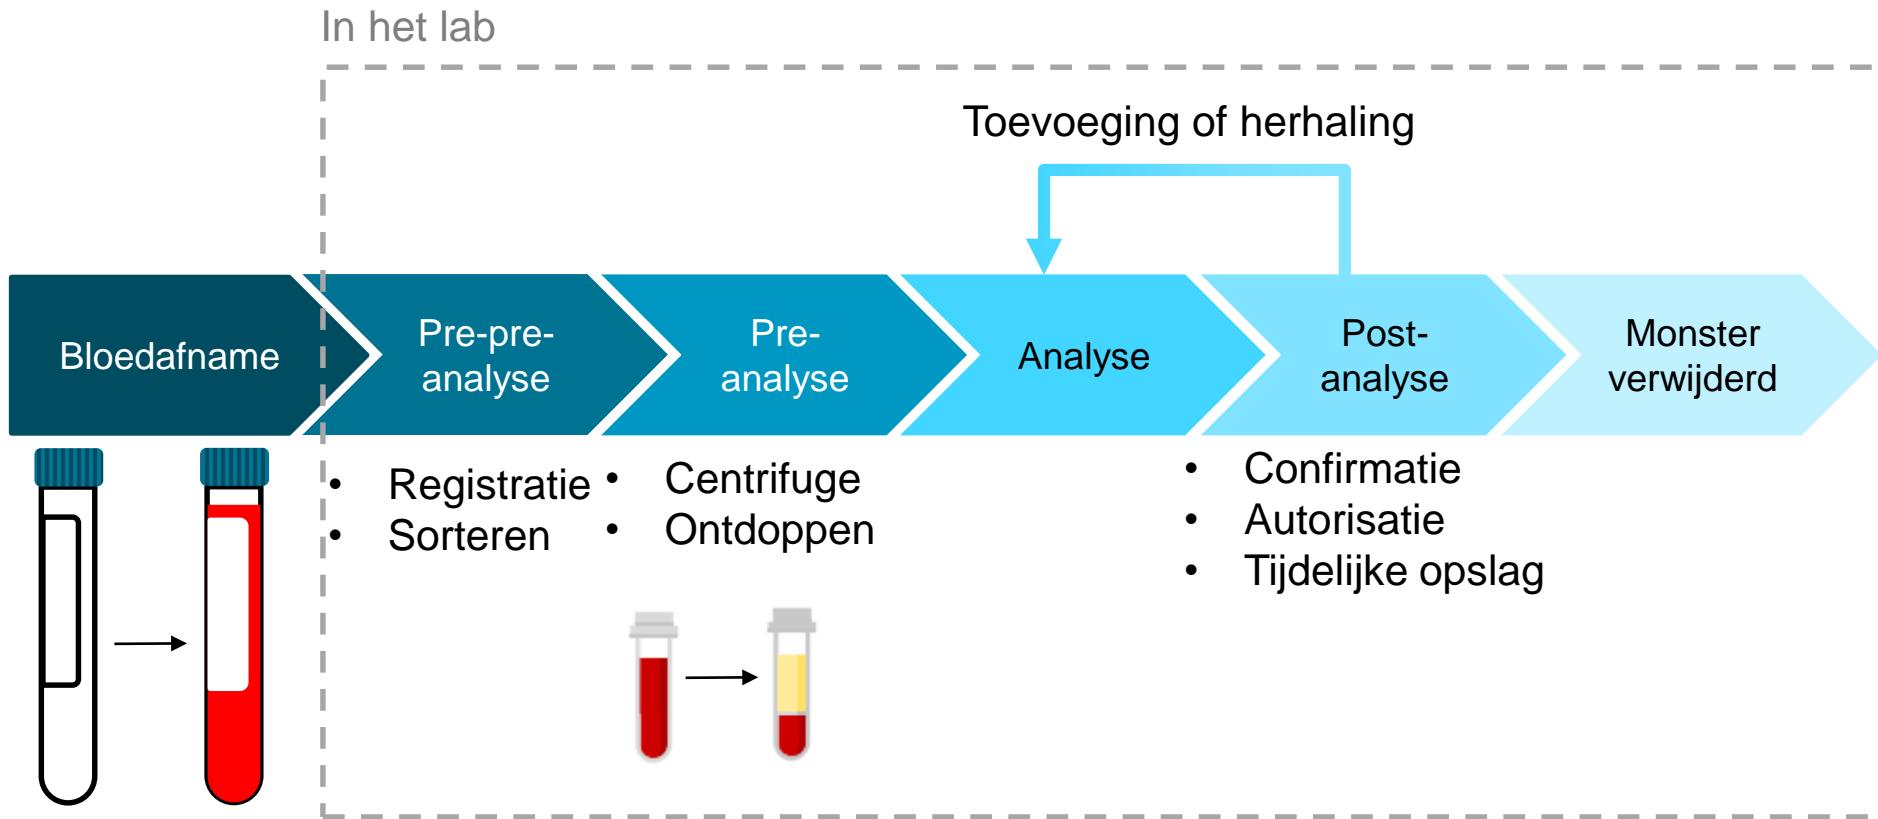 In het lab
Toevoeging of herhaling
Bloedafname
Pre-pre-
analyse
Pre-
analyse
Analyse
Post-
analyse
Monster
verwijderd
• Registratie
• Sorteren
• Centrifuge
• Ontdoppen
• Confirmatie
• Autorisatie
• Tijdelijke opslag